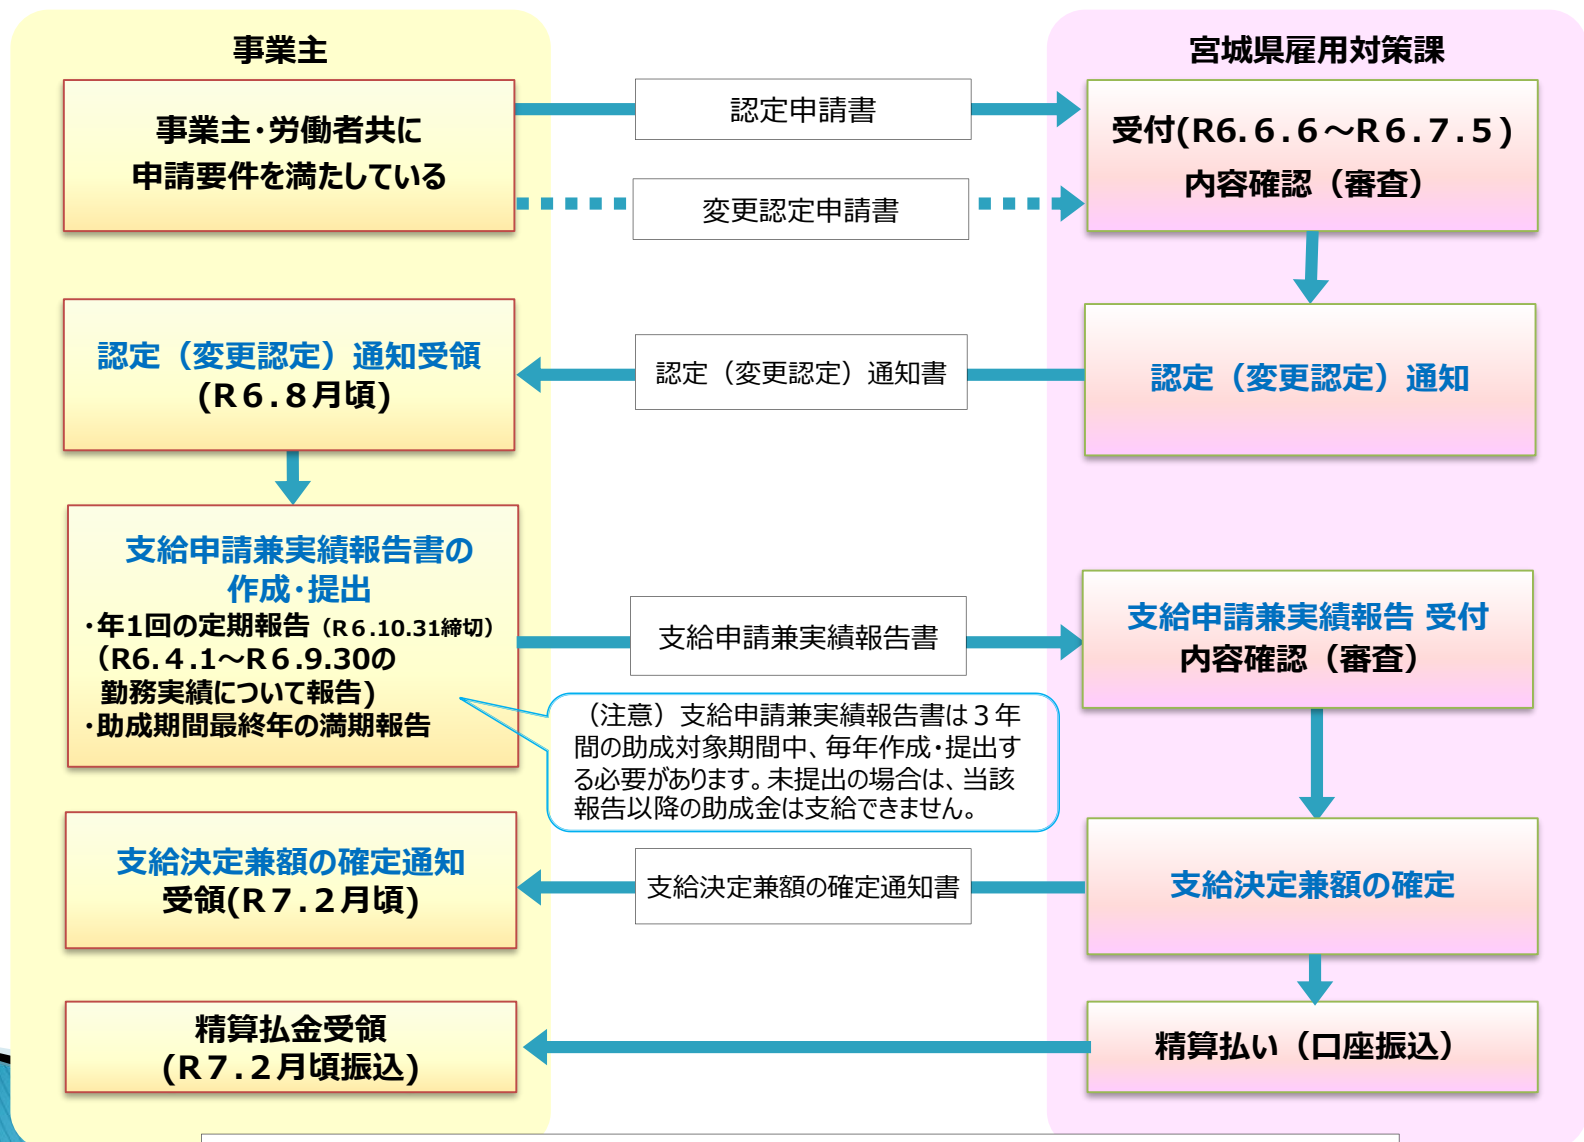 事業主
宮城県雇用対策課
事業主・労働者共に
申請要件を満たしている
認定申請書
変更認定申請書
受付(R6.6.6～R6.7.5)
内容確認（審査）
認定（変更認定）通知受領
(R6.8月頃)
認定（変更認定）通知書
認定（変更認定）通知
支給申請兼実績報告書の
作成・提出
・年1回の定期報告（R6.10.31締切）
（R6.4.1～R6.9.30の
勤務実績について報告)
・助成期間最終年の満期報告
支給申請兼実績報告書
支給申請兼実績報告 受付
内容確認（審査）
（注意）支給申請兼実績報告書は３年
間の助成対象期間中、毎年作成・提出す
る必要があります。未提出の場合は、当該
報告以降の助成金は支給できません。
支給決定兼額の確定通知
受領(R7.2月頃)
支給決定兼額の確定通知書
支給決定兼額の確定
精算払金受領
(R7.2月頃振込)
精算払い（口座振込）